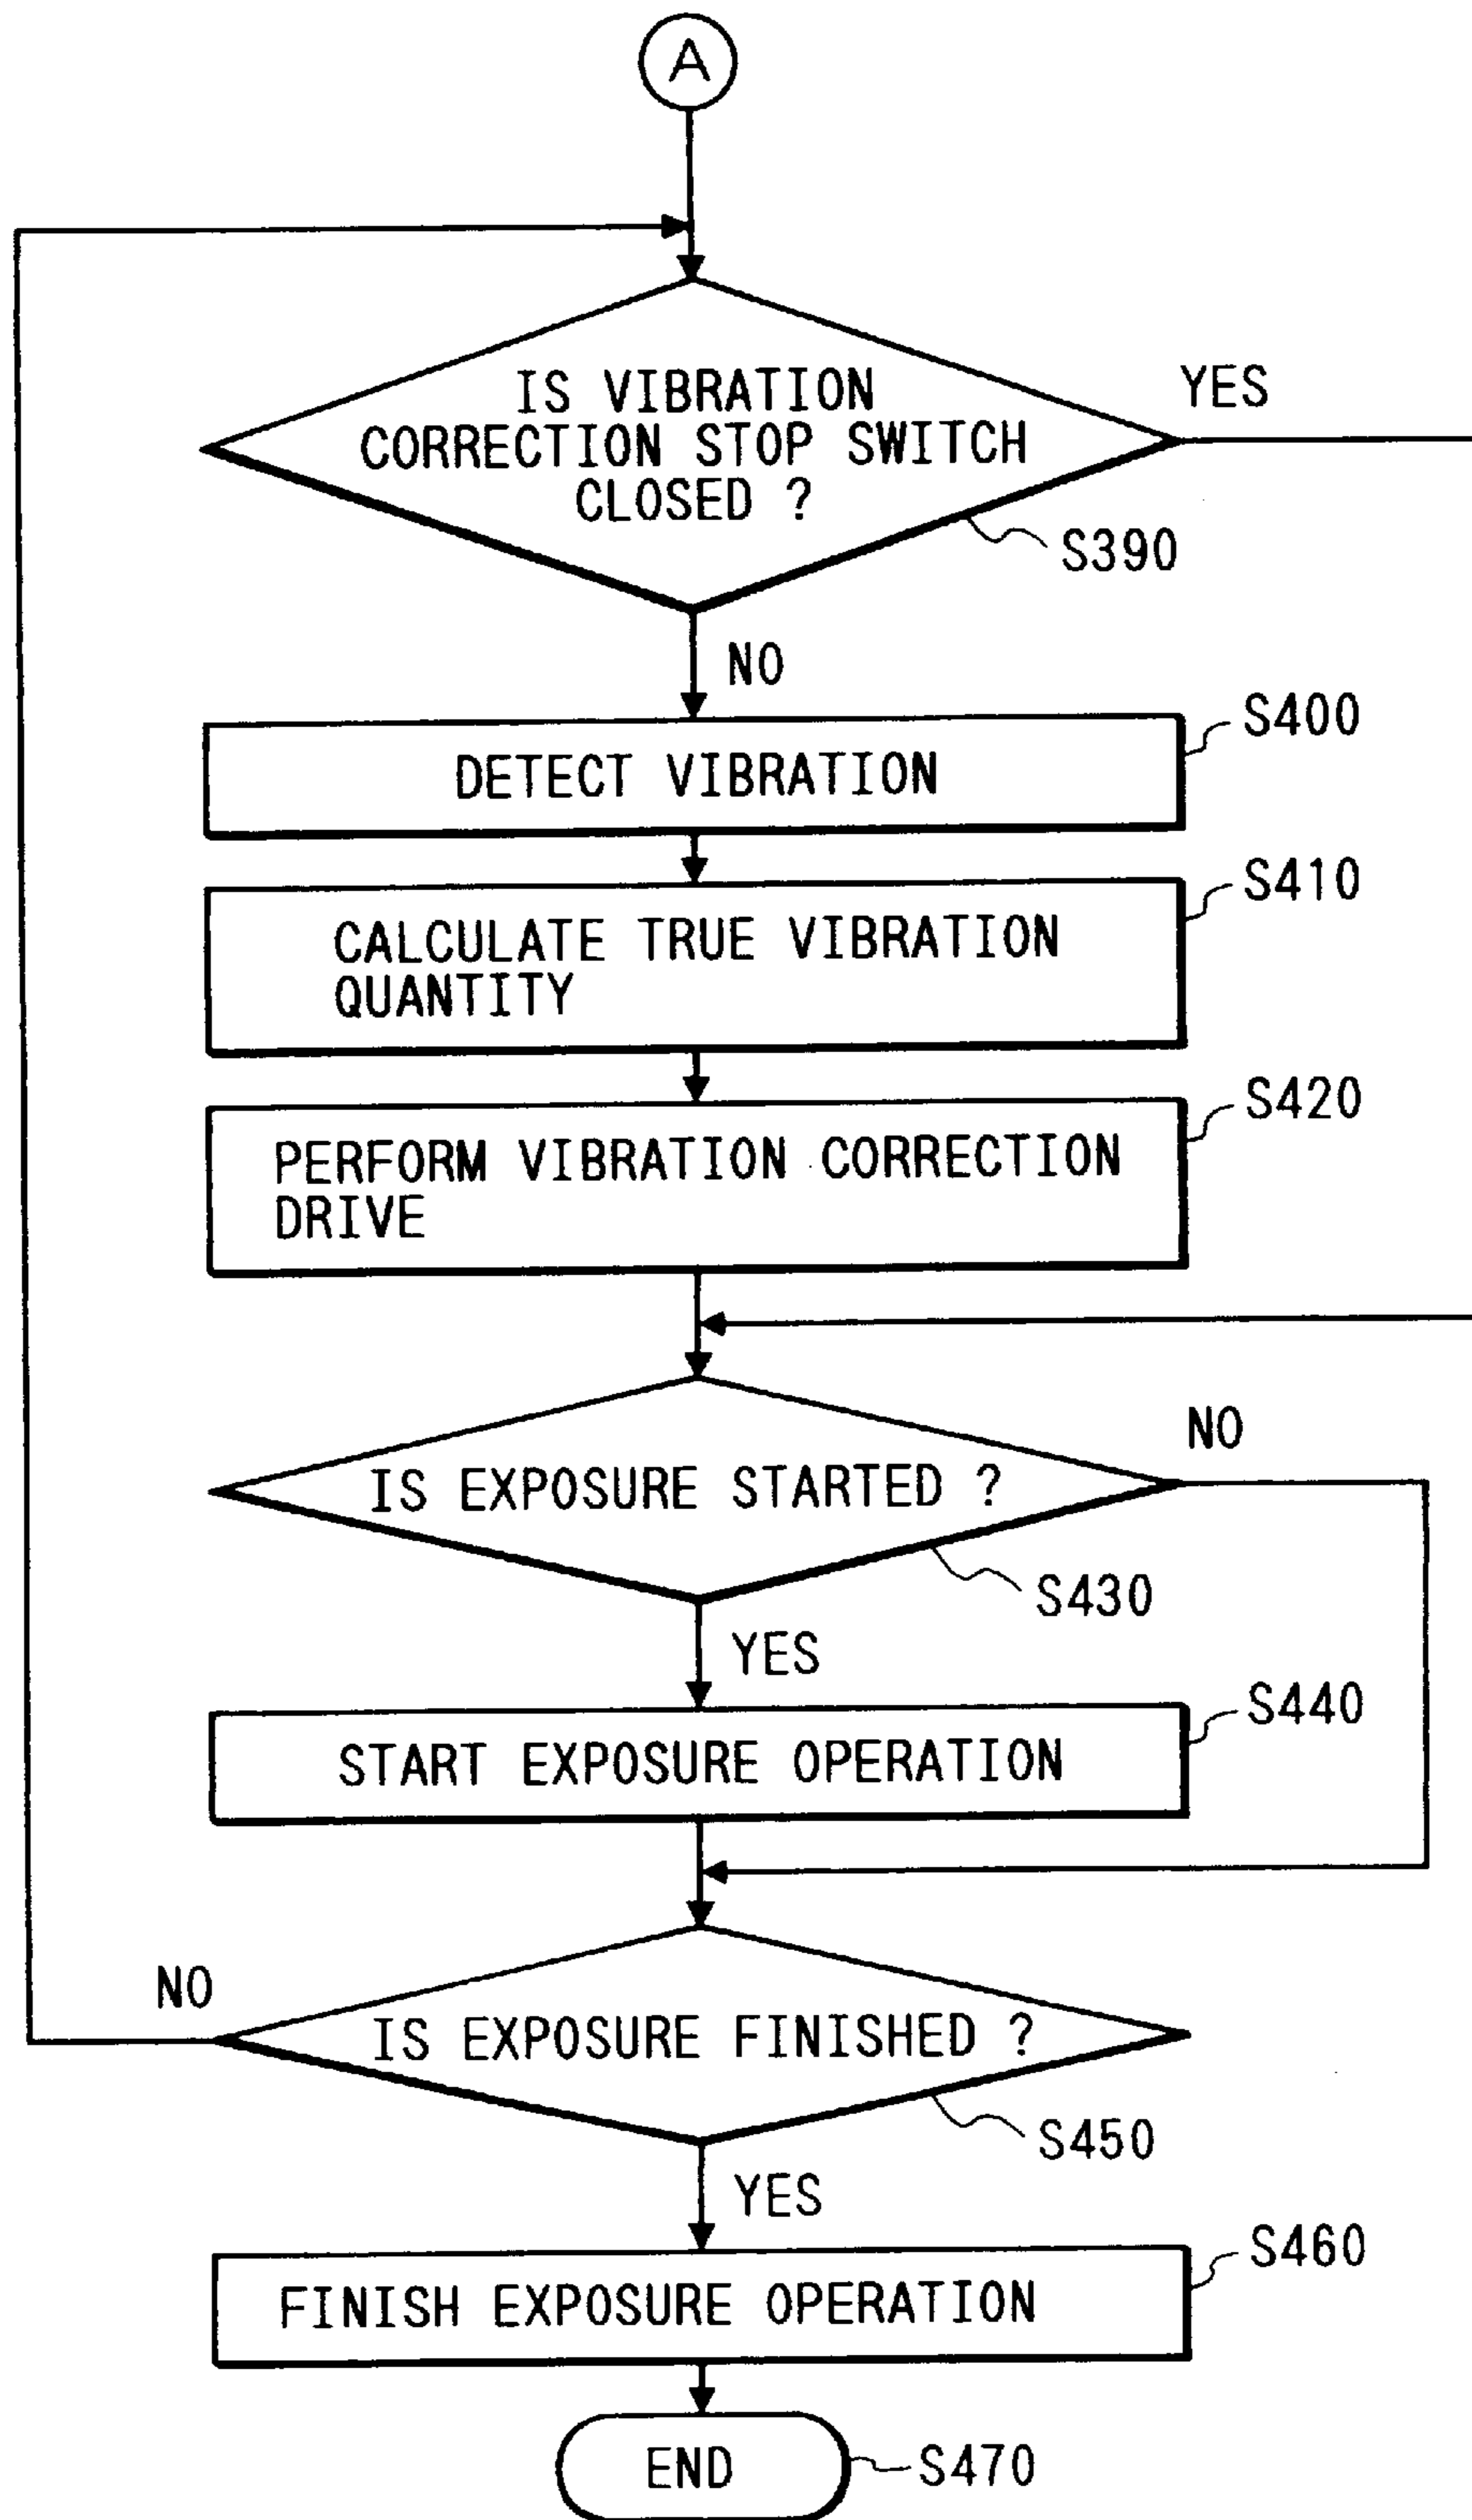 A
IS VIBRATION
CORRECTION STOP SWITCH
CLOSED ?
YES
S390
NO
S400
DETECT VIBRATION
S410
CALCULATE TRUE VIBRATION
QUANTITY
S420
PERFORM VIBRATION CORRECTION
DRIVE
NO
IS EXPOSURE STARTED ?
S430
YES
S440
START EXPOSURE OPERATION
NO
IS EXPOSURE FINISHED ?
S450
YES
S460
FINISH EXPOSURE OPERATION
END
S470